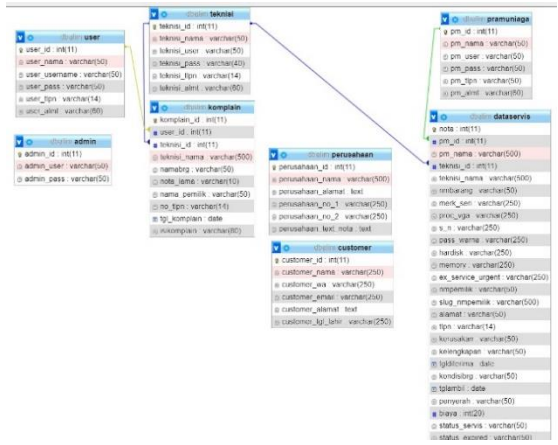 user
user_id : int(11)
user_nama : varchar(50)
user_username : varchar(50)
user_pass : varchar(50)
user_tlpn : varchar(14)
user_almt : varchar(60)
admin
admin_id : int(11)
admin_user : varchar(50)
admin_pass : varchar(50)
teknisi
teknisi_id : int(11)
teknisi_nama : varchar(50)
teknisi_user : varchar(50)
teknisi_pass : varchar(40)
teknisi_tlpn : varchar(14)
teknisi_almt : varchar(60)
komplain
komplain_id : int(11)
user_id : int(11)
teknisi_id : int(11)
teknisi_nama : varchar(500)
namabrg : varchar(50)
nota_lama : varchar(10)
nama_pemilik : varchar(50)
no_tlpn : varchar(14)
tgl_komplain : date
isikomplain : varchar(80)
perusahaan
perusahaan_id : int(11)
perusahaan_nama : varchar(500)
perusahaan_alamat : text
perusahaan_no_1 : varchar(250)
perusahaan_no_2 : varchar(250)
perusahaan_text_nota : text
customer
customer_id : int(11)
customer_nama : varchar(250)
customer_wa : varchar(250)
customer_email : varchar(250)
customer_alamat : text
customer_tgl_lahir : varchar(250)
pramuniaga
pm_id : int(11)
pm_nama : varchar(50)
pm_user : varchar(50)
pm_pass : varchar(50)
pm_tlpn : varchar(50)
pm_almt : varchar(60)
dataservis
nota : int(11)
pm_id : int(11)
pm_nama : varchar(500)
teknisi_id : int(11)
teknisi_nama : varchar(500)
nmbarang : varchar(50)
merk_seri : varchar(250)
proc_vga : varchar(250)
s_n : varchar(250)
pass_warna : varchar(250)
hardisk : varchar(250)
memory : varchar(250)
ex_service_urgent : varchar(250)
nmpemilik : varchar(50)
slug_nmpemilik : varchar(500)
alamat : varchar(50)
tlpn : varchar(14)
kerusakan : varchar(50)
kelengkapan : varchar(50)
tglditerima : date
kondisibrg : varchar(50)
tglambil : date
penyerah : varchar(50)
biaya : int(20)
status_servis : varchar(50)
status_expired : varchar(50)